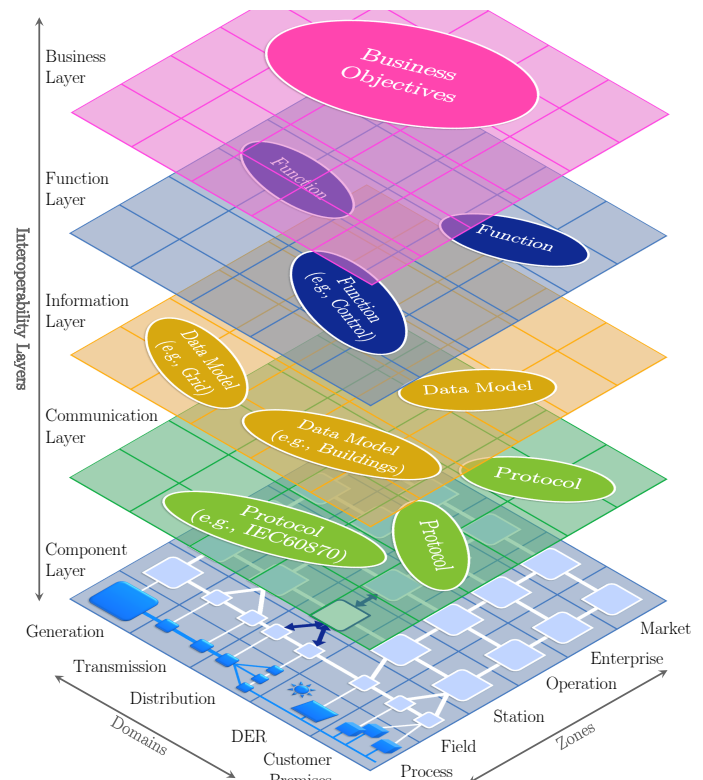 Business
Layer
Business
Objectives
Function
Layer
Function
Function
Function
(e.g., Control)
Interoperability Layers
Information
Layer
Data Model
(e.g., Grid)
Data Model
Data Model
(e.g., Buildings)
Communication
Layer
Protocol
Protocol
(e.g., IEC60870)
Protocol
Component
Layer
Generation
Transmission
Distribution
DER
Customer
Premises
Domains
Market
Enterprise
Operation
Station
Field
Process
Zones